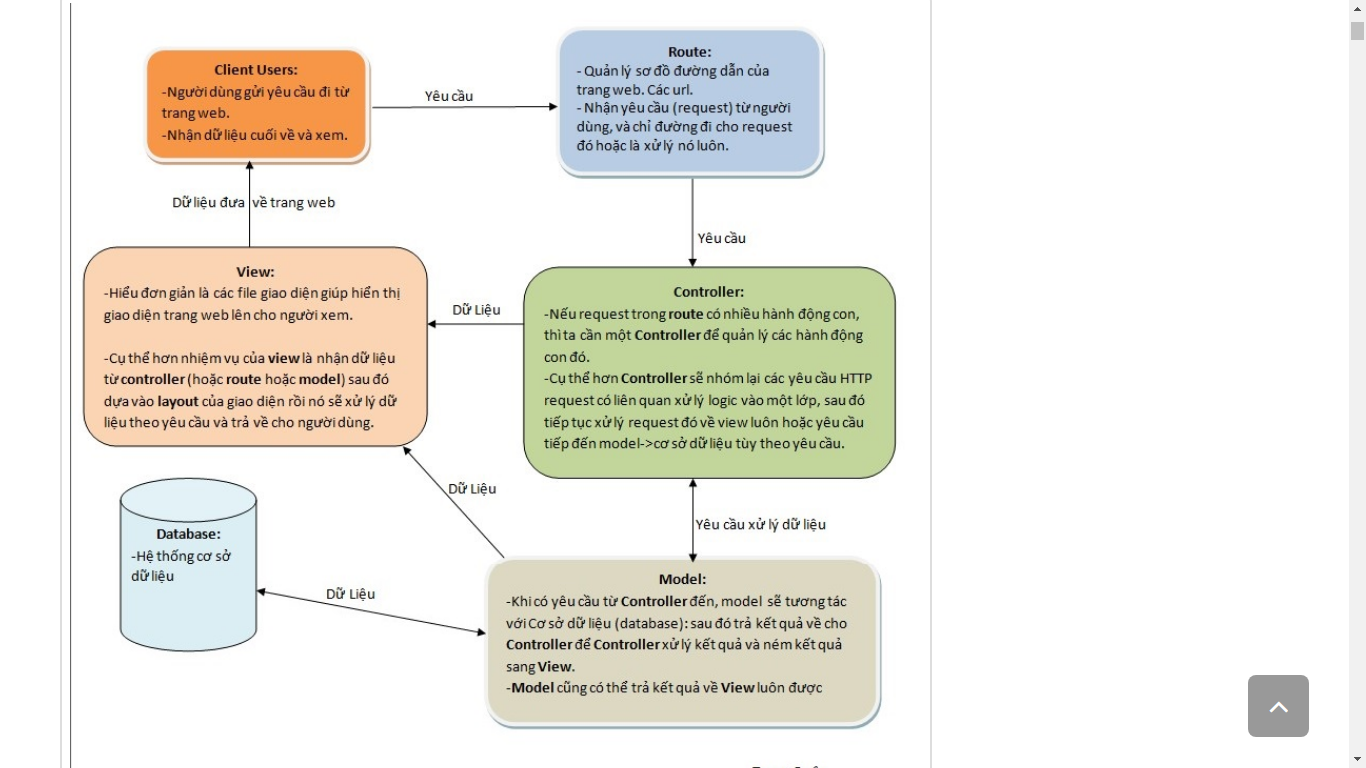 Client Users:
-Người dùng gửi yêu cầu đi từ
trang web.
-Nhận dữ liệu cuối về và xem.
Yêu cầu
Route:
- Quản lý sơ đồ đường dẫn của
trang web. Các url.
- Nhận yêu cầu (request) từ người
dùng, và chỉ đường đi cho request
đó hoặc là xử lý nó luôn.
Dữ liệu đưa về trang web
Yêu cầu
View:
-Hiểu đơn giản là các file giao diện giúp hiển thị
giao diện trang web lên cho người xem.
-Cụ thể hơn nhiệm vụ của view là nhận dữ liệu
từ controller (hoặc route hoặc model) sau đó
dựa vào layout của giao diện rồi nó sẽ xử lý dữ
liệu theo yêu cầu và trả về cho người dùng.
Dữ Liệu
Controller:
-Nếu request trong route có nhiều hành động con,
thì ta cần một Controller để quản lý các hành động
con đó.
-Cụ thể hơn Controller sẽ nhóm lại các yêu cầu HTTP
request có liên quan xử lý logic vào một lớp, sau đó
tiếp tục xử lý request đó về view luôn hoặc yêu cầu
tiếp đến model->cơ sở dữ liệu tùy theo yêu cầu.
Dữ Liệu
Yêu cầu xử lý dữ liệu
Database:
-Hệ thống cơ sở
dữ liệu
Dữ Liệu
Model:
-Khi có yêu cầu từ Controller đến, model sẽ tương tác
với Cơ sở dữ liệu (database): sau đó trả kết quả về cho
Controller để Controller xử lý kết quả và ném kết quả
sang View.
-Model cũng có thể trả kết quả về View luôn được